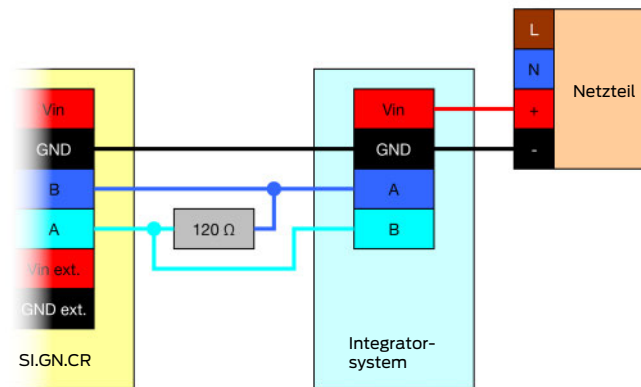 L
N
+
-
Netzteil
Vin
GND
B
A
Vin ext.
GND ext.
SI.GN.CR
120 Ω
Vin
GND
A
B
Integrator-
system